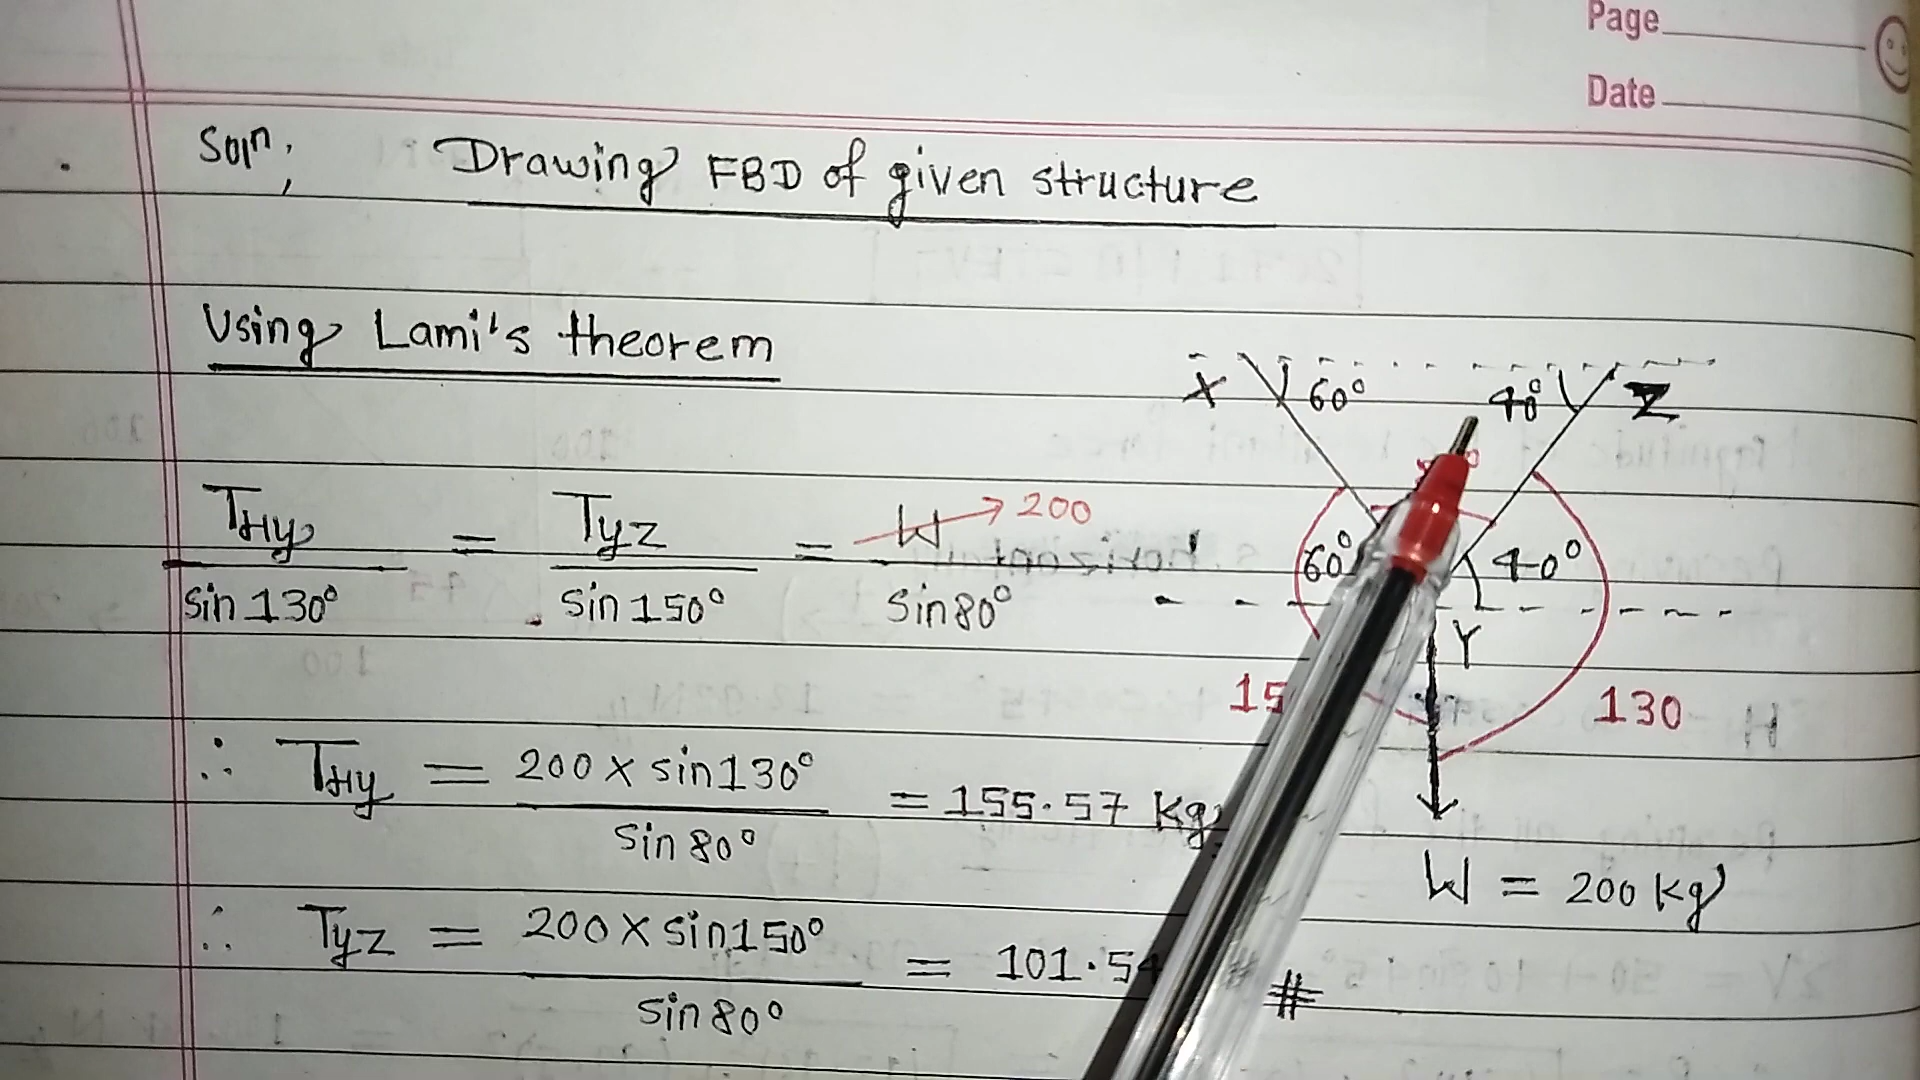 Page
Date
Soln, Drawing FBD of given structure
Using Lami's theorem
X 60° 40° Z
THy/sin 130° = Tyz/sin 150° = W/sin 80° → 200
60° 40°
Y
130
∴ THy = 200 × sin 130°/sin 80° = 155.57 kg
W = 200 kg
∴ Tyz = 200 × sin 150°/sin 80° = 101.54 #